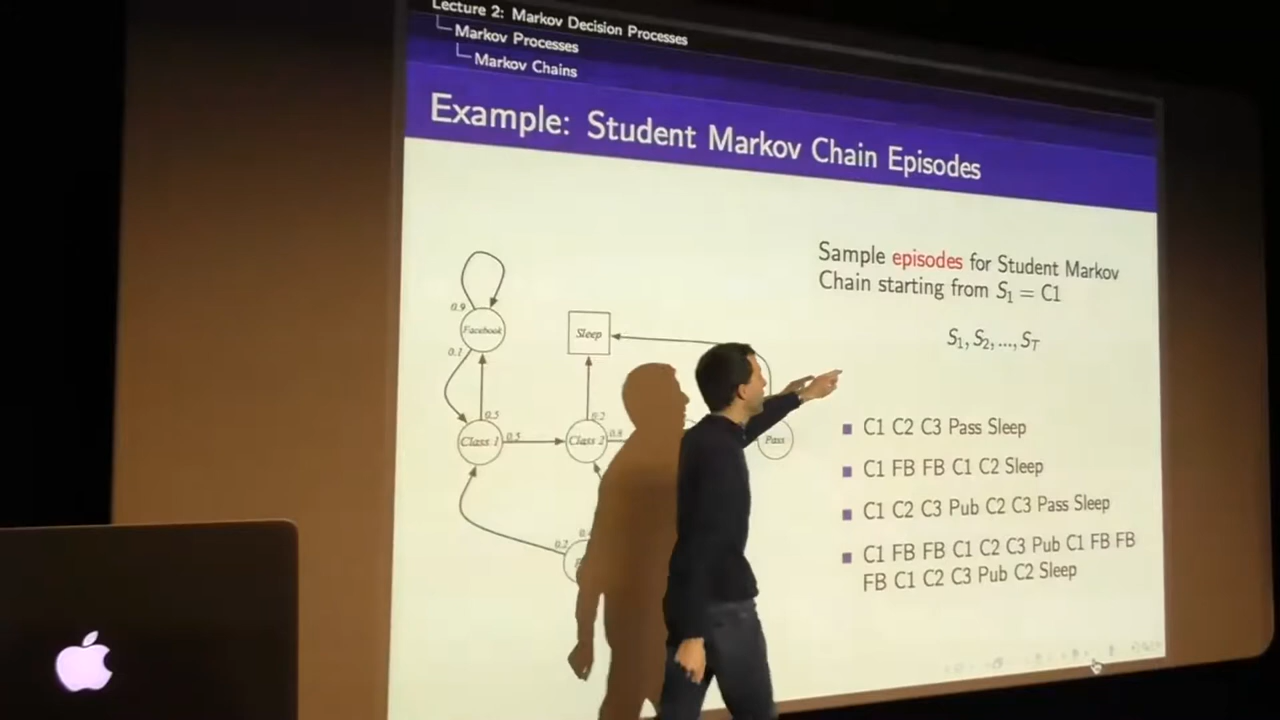 Lecture 2: Markov Decision Processes
Markov Processes
Markov Chains
Example: Student Markov Chain Episodes
Sample episodes for Student Markov
Chain starting from S₁ = C1
S₁, S₂, ..., S_T
C1 C2 C3 Pass Sleep
C1 FB FB C1 C2 Sleep
C1 C2 C3 Pub C2 C3 Pass Sleep
C1 FB FB C1 C2 C3 Pub C1 FB FB
FB C1 C2 C3 Pub C2 Sleep
0.9
Facebook
Sleep
0.1
0.5
0.2
Class 1
0.5
Class 2
0.8
Pass
0.2